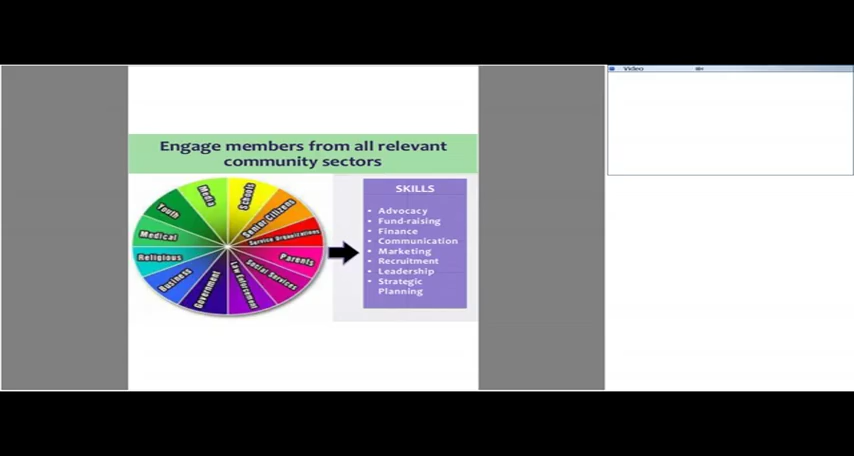 Video
Engage members from all relevant
community sectors
Schools
Senior Citizens
Service Organizations
Parents
Social Services
Law Enforcement
Government
Business
Religious
Medical
Youth
Media
SKILLS
• Advocacy
• Fund-raising
• Finance
• Communication
• Marketing
• Recruitment
• Leadership
• Strategic
Planning